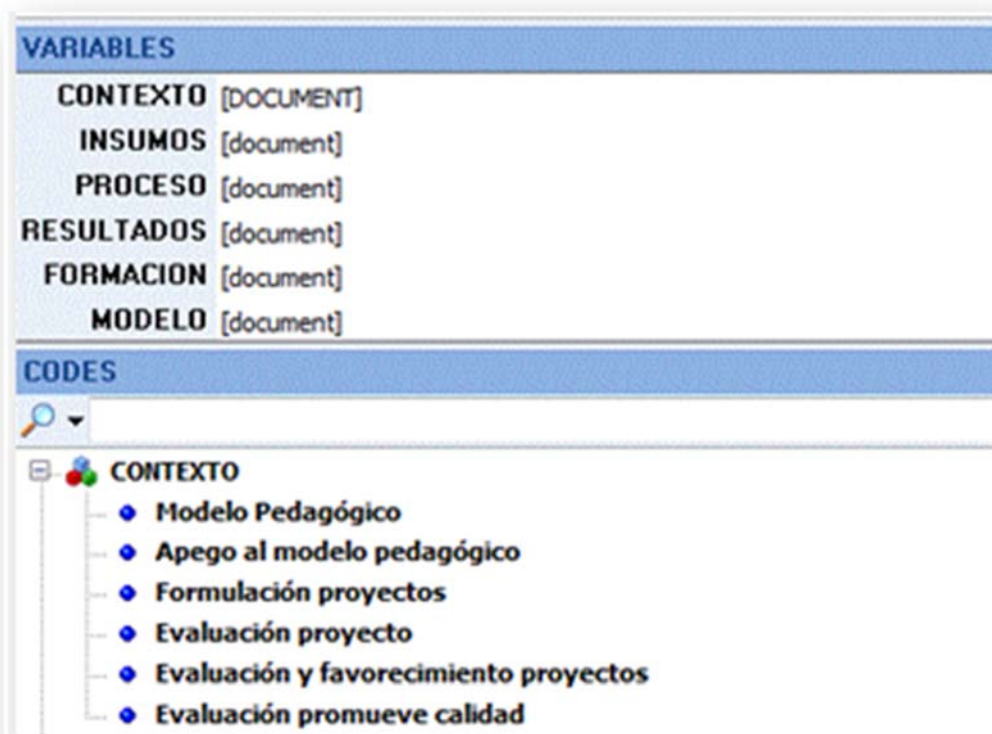 VARIABLES
CONTEXTO [DOCUMENT]
INSUMOS [document]
PROCESO [document]
RESULTADOS [document]
FORMACION [document]
MODELO [document]
CODES
CONTEXTO
Modelo Pedagógico
Apego al modelo pedagógico
Formulación proyectos
Evaluación proyecto
Evaluación y favorecimiento proyectos
Evaluación promueve calidad